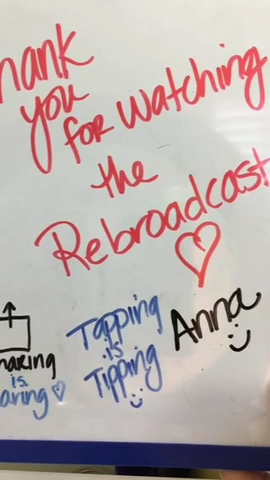 hank
you
for watching
the
Rebroadcast
Tapping
is
Tipping
Anna
haring
is
aring